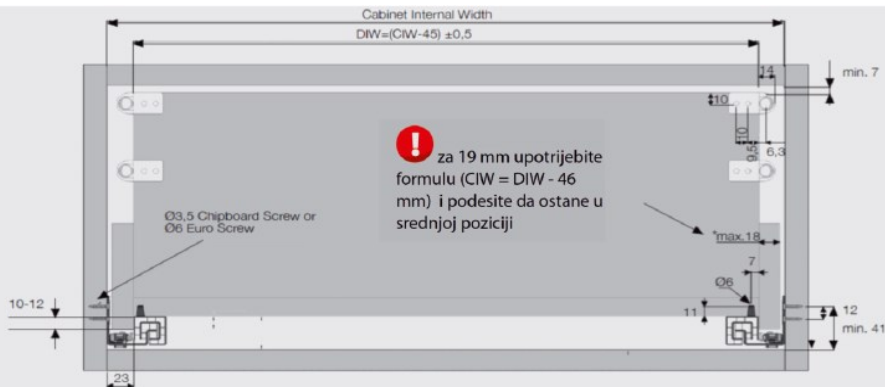 Cabinet Internal Width
DIW=(CIW-45) ±0,5
14
min. 7
10
10
9,5
6,3
!
za 19 mm upotrijebite
formulu (CIW = DIW - 46
mm) i podesite da ostane u
srednjoj poziciji
Ø3,5 Chipboard Screw or
Ø6 Euro Screw
*max.18
7
Ø6
10-12
11
12
min. 41
23